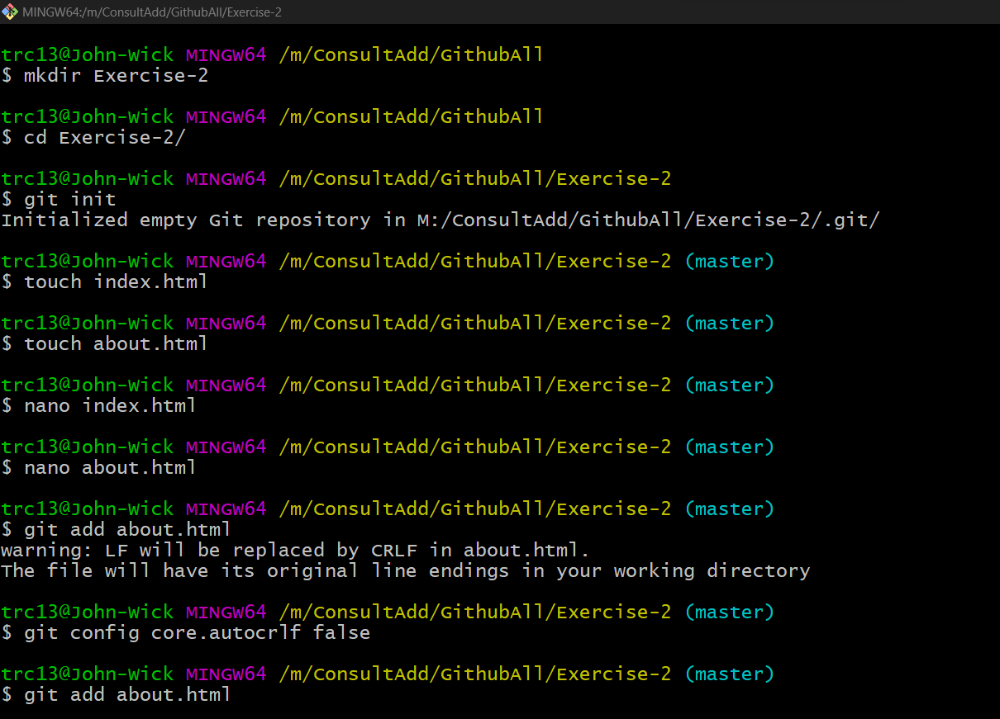 MINGW64:/m/ConsultAdd/GithubAll/Exercise-2
trc13@John-Wick MINGW64 /m/ConsultAdd/GithubAll
$ mkdir Exercise-2
trc13@John-Wick MINGW64 /m/ConsultAdd/GithubAll
$ cd Exercise-2/
trc13@John-Wick MINGW64 /m/ConsultAdd/GithubAll/Exercise-2
$ git init
Initialized empty Git repository in M:/ConsultAdd/GithubAll/Exercise-2/.git/
trc13@John-Wick MINGW64 /m/ConsultAdd/GithubAll/Exercise-2 (master)
$ touch index.html
trc13@John-Wick MINGW64 /m/ConsultAdd/GithubAll/Exercise-2 (master)
$ touch about.html
trc13@John-Wick MINGW64 /m/ConsultAdd/GithubAll/Exercise-2 (master)
$ nano index.html
trc13@John-Wick MINGW64 /m/ConsultAdd/GithubAll/Exercise-2 (master)
$ nano about.html
trc13@John-Wick MINGW64 /m/ConsultAdd/GithubAll/Exercise-2 (master)
$ git add about.html
warning: LF will be replaced by CRLF in about.html.
The file will have its original line endings in your working directory
trc13@John-Wick MINGW64 /m/ConsultAdd/GithubAll/Exercise-2 (master)
$ git config core.autocrlf false
trc13@John-Wick MINGW64 /m/ConsultAdd/GithubAll/Exercise-2 (master)
$ git add about.html